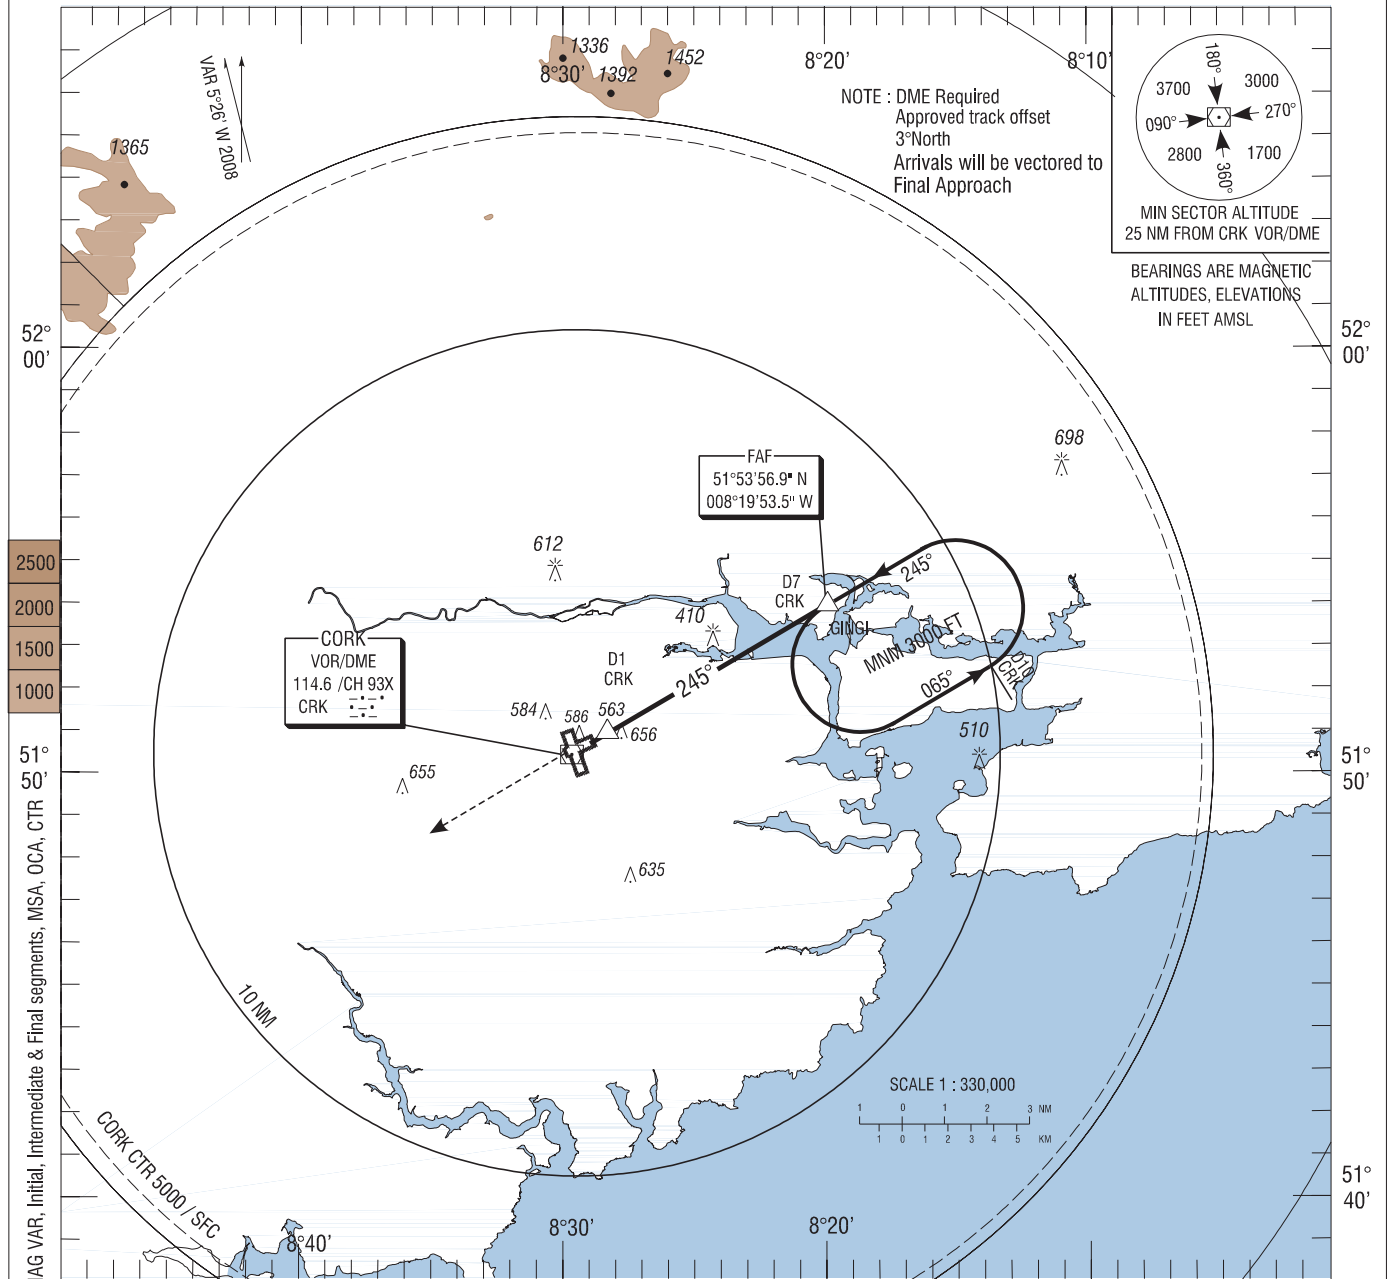 1336
8°30'
1392
1452
8°20'
8°10'
VAR 5°26' W 2008
1365
NOTE : DME Required
Approved track offset
3°North
Arrivals will be vectored to
Final Approach
180°
3700
3000
090°
270°
2800
1700
360°
MIN SECTOR ALTITUDE
25 NM FROM CRK VOR/DME
BEARINGS ARE MAGNETIC
ALTITUDES, ELEVATIONS
IN FEET AMSL
52°
00'
52°
00'
698
FAF
51°53'56.9" N
008°19'53.5" W
2500
2000
1500
1000
612
410
D7
CRK
245°
GINGI
MNM 3000 FT
065°
D10
CRK
CORK
VOR/DME
114.6 /CH 93X
CRK
D1
CRK
245°
584
586
563
656
510
51°
50'
51°
50'
655
635
10 NM
CORK CTR 5000 / SFC
SCALE 1 : 330,000
1 0 1 2 3 NM
1 0 1 2 3 4 5 KM
51°
40'
8°40'
8°30'
8°20'
MAG VAR, Initial, Intermediate & Final segments, MSA, OCA, CTR